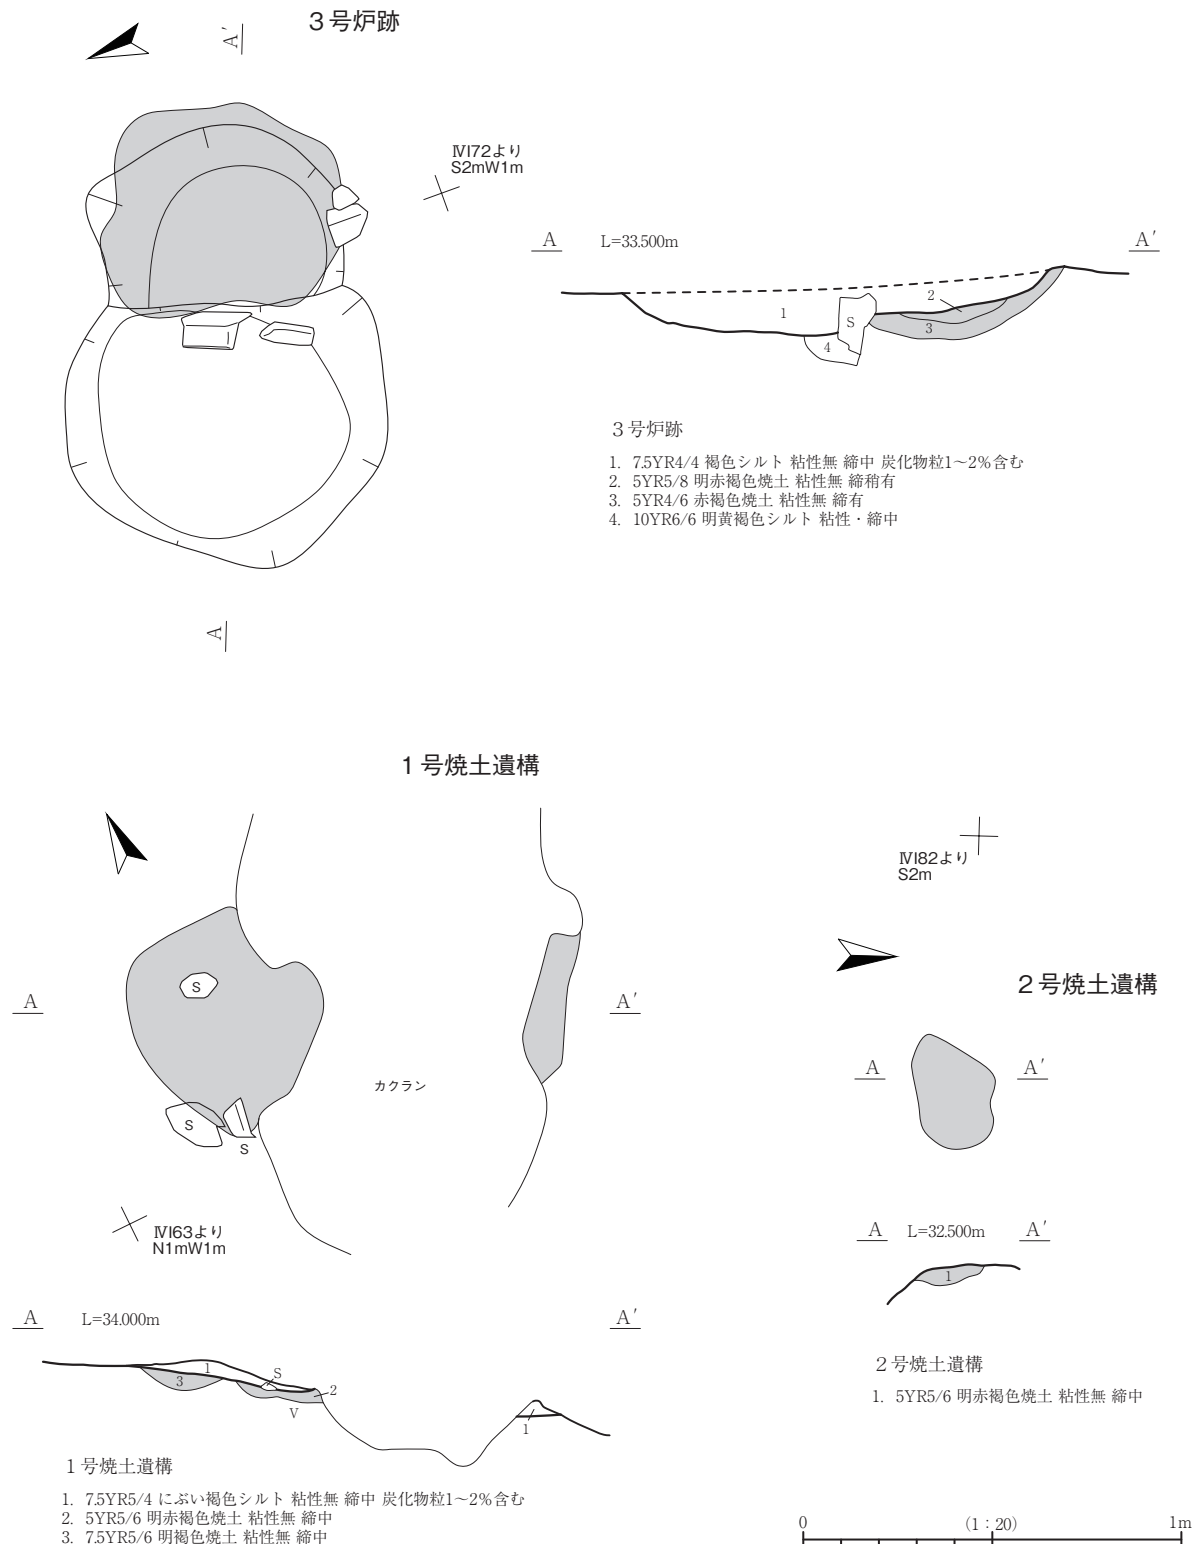 3号炉跡
A′
ⅣI72より
S2mW1m
A L=33.500m A′
1
2
3
S
4
3号炉跡
1. 7.5YR4/4 褐色シルト 粘性無 締中 炭化物粒1～2%含む
2. 5YR5/8 明赤褐色焼土 粘性無 締稍有
3. 5YR4/6 赤褐色焼土 粘性無 締有
4. 10YR6/6 明黄褐色シルト 粘性・締中
A
1号焼土遺構
ⅣI82より
S2m
2号焼土遺構
S
A A′
カクラン
S
S
A A′
ⅣI63より
N1mW1m
A L=32.500m A′
1
A L=34.000m A′
1
S
3
2
V
1
2号焼土遺構
1. 5YR5/6 明赤褐色焼土 粘性無 締中
1号焼土遺構
1. 7.5YR5/4 にぶい褐色シルト 粘性無 締中 炭化物粒1～2%含む
2. 5YR5/6 明赤褐色焼土 粘性無 締中
3. 7.5YR5/6 明褐色焼土 粘性無 締中
0 (1:20) 1m